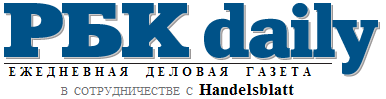 РБК daily
ЕЖЕДНЕВНАЯ ДЕЛОВАЯ ГАЗЕТА
В СОТРУДНИЧЕСТВЕ С Handelsblatt